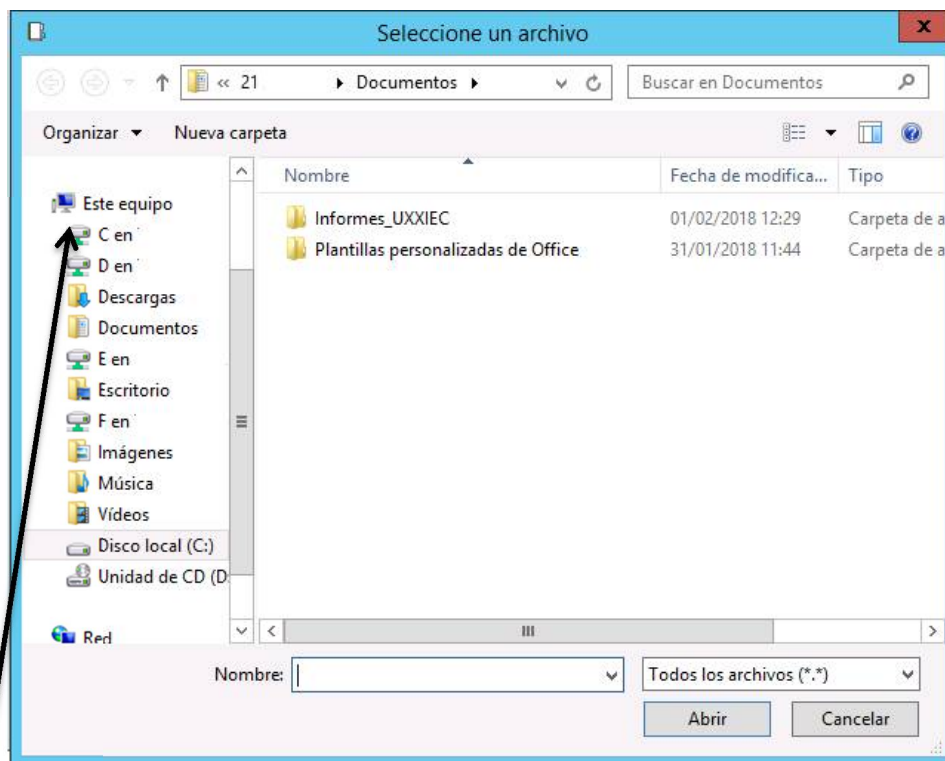 Seleccione un archivo
x
« 21 Documentos Buscar en Documentos
Organizar Nueva carpeta
Nombre Fecha de modifica... Tipo
Este equipo
C en
D en
Descargas
Documentos
E en
Escritorio
F en
Imágenes
Música
Vídeos
Disco local (C:)
Unidad de CD (D:
Red
Informes_UXXIEC 01/02/2018 12:29 Carpeta de a
Plantillas personalizadas de Office 31/01/2018 11:44 Carpeta de a
Nombre: Todos los archivos (*.*)
Abrir Cancelar